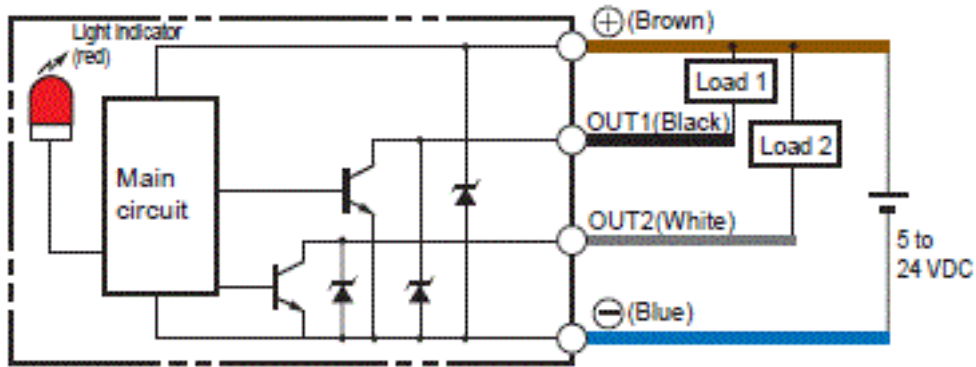 Light indicator
(red)
⊕(Brown)
Load 1
OUT1(Black)
Load 2
Main
circuit
OUT2(White)
5 to
24 VDC
⊖(Blue)